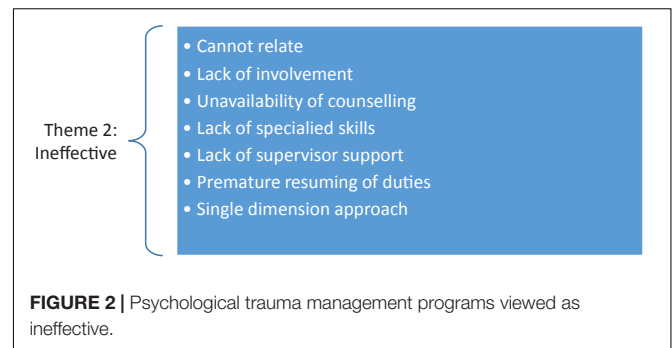 Theme 2:
Ineffective
• Cannot relate
• Lack of involvement
• Unavailability of counselling
• Lack of specialied skills
• Lack of supervisor support
• Premature resuming of duties
• Single dimension approach
FIGURE 2 | Psychological trauma management programs viewed as
ineffective.